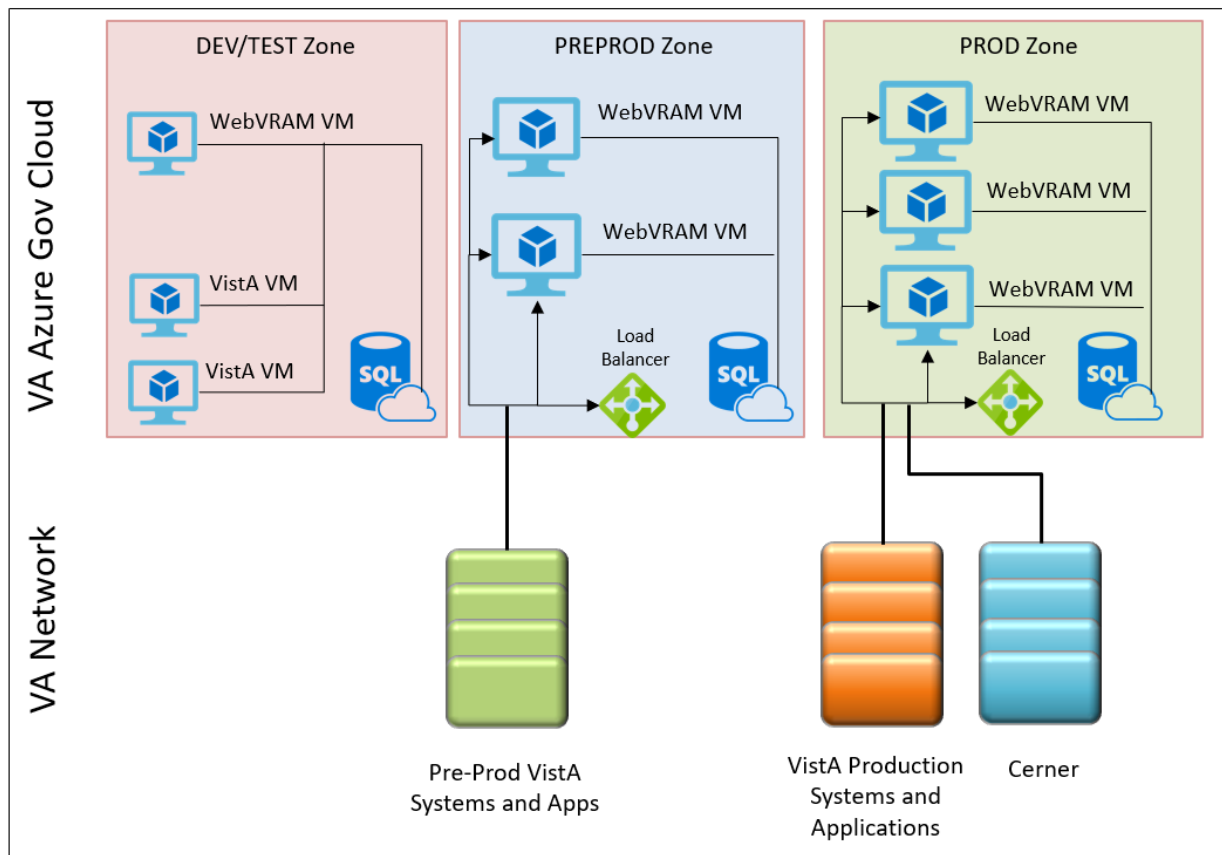 VA Azure Gov Cloud
DEV/TEST Zone
WebVRAM VM
VistA VM
VistA VM
SQL
PREPROD Zone
WebVRAM VM
WebVRAM VM
Load
Balancer
SQL
PROD Zone
WebVRAM VM
WebVRAM VM
WebVRAM VM
Load
Balancer
SQL
VA Network
Pre-Prod VistA
Systems and Apps
VistA Production
Systems and
Applications
Cerner